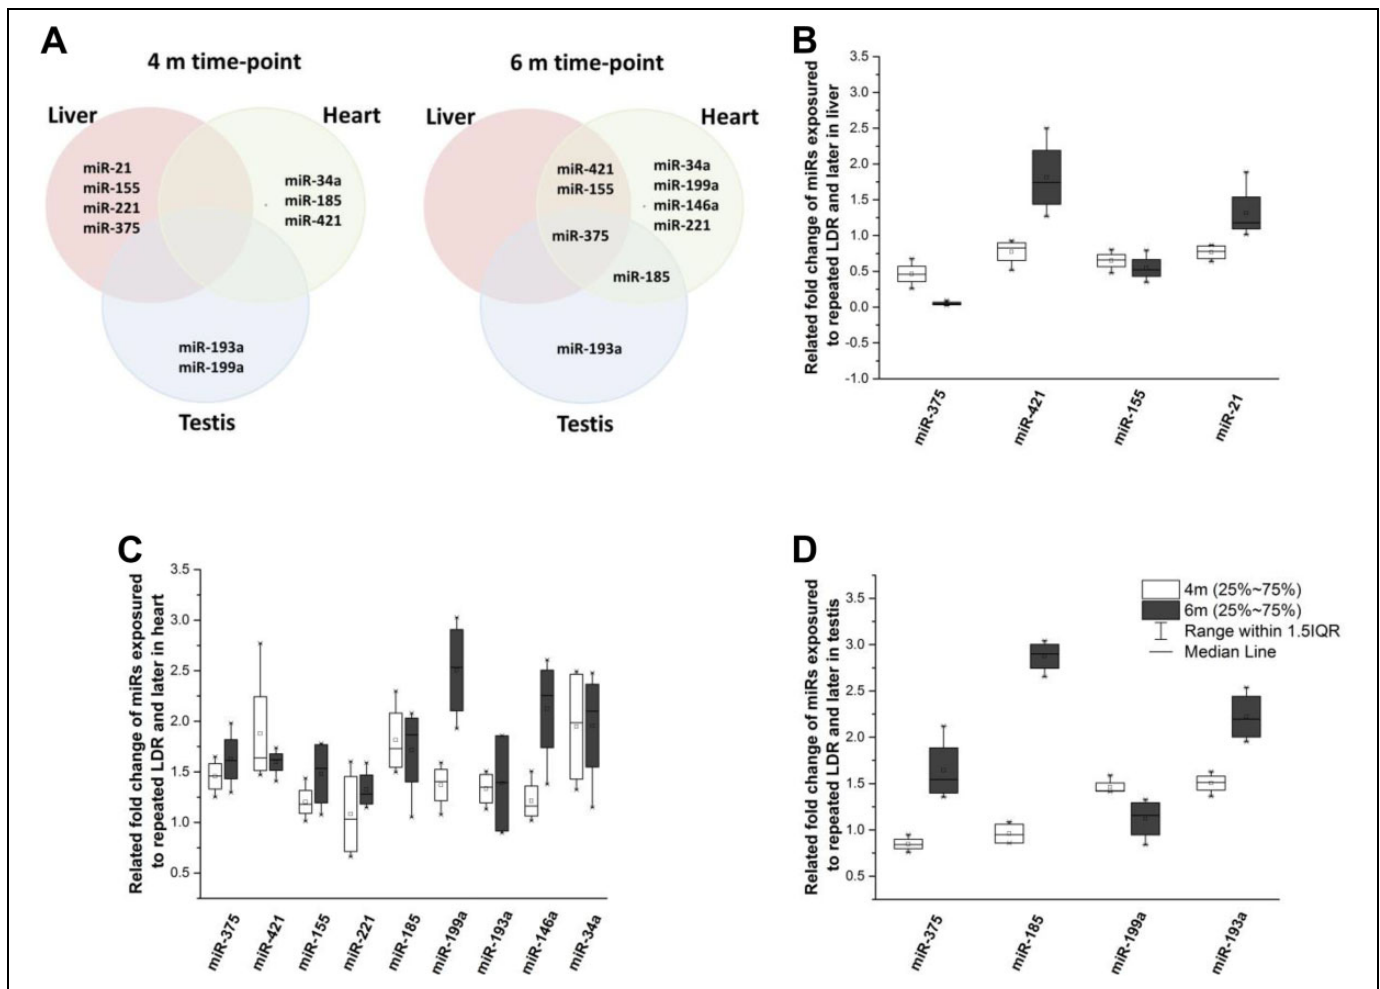 A
4 m time-point
Liver
Heart
miR-21
miR-155
miR-221
miR-375
miR-34a
miR-185
miR-421
miR-193a
miR-199a
Testis
6 m time-point
Liver
Heart
miR-421
miR-155
miR-34a
miR-199a
miR-146a
miR-221
miR-375
miR-185
miR-193a
Testis
B
Related fold change of miRs exposured
to repeated LDR and later in liver
3.5
3.0
2.5
2.0
1.5
1.0
0.5
0.0
-0.5
-1.0
miR-375
miR-421
miR-155
miR-21
C
Related fold change of miRs exposured
to repeated LDR and later in heart
3.5
3.0
2.5
2.0
1.5
1.0
0.5
miR-375
miR-421
miR-155
miR-221
miR-185
miR-199a
miR-193a
miR-146a
miR-34a
D
Related fold change of miRs exposured
to repeated LDR and later in testis
3.5
3.0
2.5
2.0
1.5
1.0
0.5
4m (25%~75%)
6m (25%~75%)
Range within 1.5IQR
Median Line
miR-375
miR-185
miR-199a
miR-193a